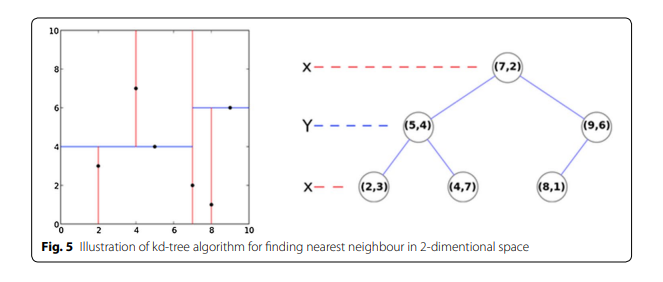 10
8
6
4
2
0
0 2 4 6 8 10
X
(7,2)
Y
(5,4) (9,6)
X
(2,3) (4,7) (8,1)
Fig. 5 Illustration of kd-tree algorithm for finding nearest neighbour in 2-dimentional space